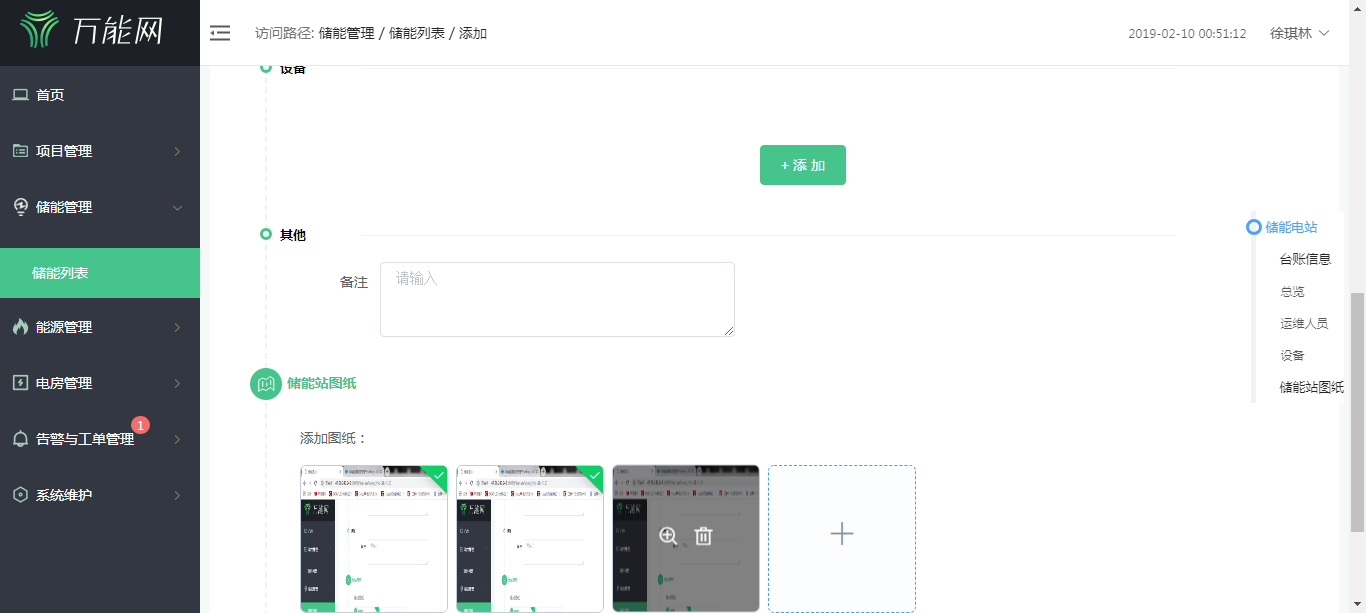 万能网
访问路径: 储能管理 / 储能列表 / 添加
2019-02-10 00:51:12
徐琪林
首页
项目管理
储能管理
储能列表
能源管理
电房管理
告警与工单管理
1
系统维护
设备
+ 添 加
其他
备注
请输入
储能站图纸
添加图纸：
储能电站
台账信息
总览
运维人员
设备
储能站图纸